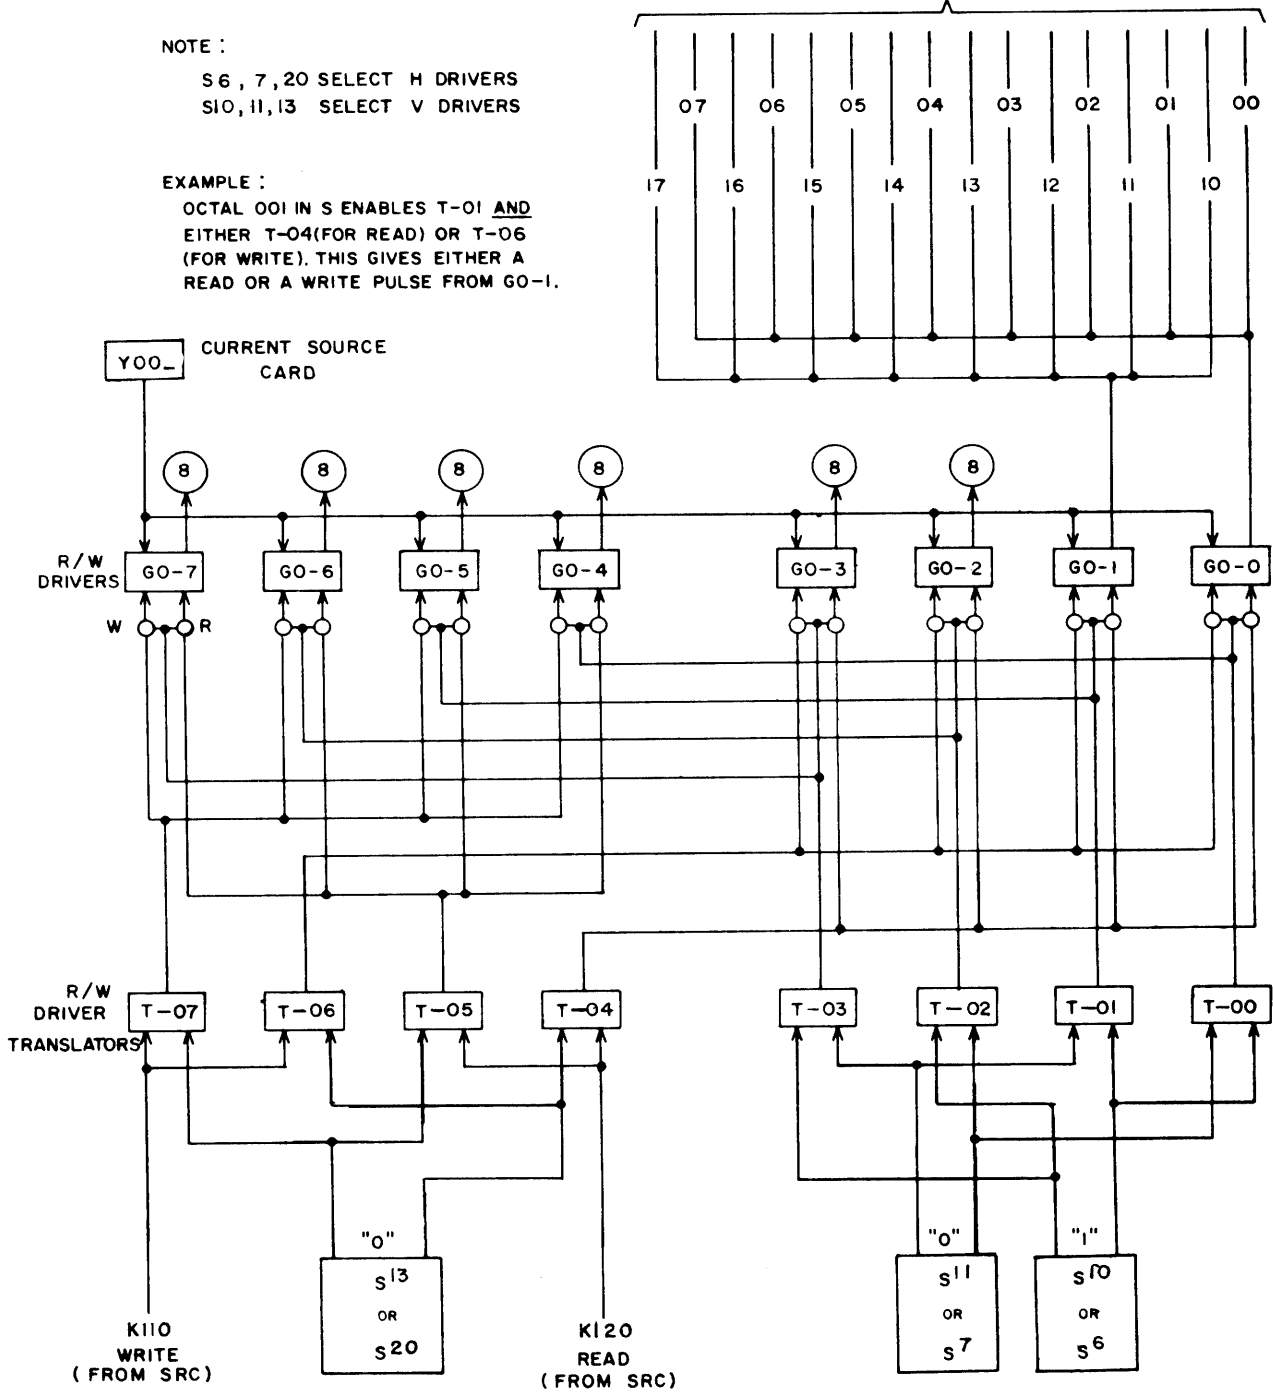 NOTE :
S6 , 7, 20 SELECT H DRIVERS
S10, 11, 13 SELECT V DRIVERS
EXAMPLE :
OCTAL 001 IN S ENABLES T-01 AND
EITHER T-04(FOR READ) OR T-06
(FOR WRITE). THIS GIVES EITHER A
READ OR A WRITE PULSE FROM GO-1.
07 06 05 04 03 02 01 00
17 16 15 14 13 12 11 10
Y00_
CURRENT SOURCE
CARD
8 8 8 8 8 8
R/W
DRIVERS
GO-7 GO-6 GO-5 GO-4 GO-3 GO-2 GO-1 GO-0
W R
R/W
DRIVER
TRANSLATORS
T-07 T-06 T-05 T-04 T-03 T-02 T-01 T-00
"0" "0" "1"
S13
OR
S20
S11
OR
S7
S10
OR
S6
K110
WRITE
(FROM SRC)
K120
READ
(FROM SRC)